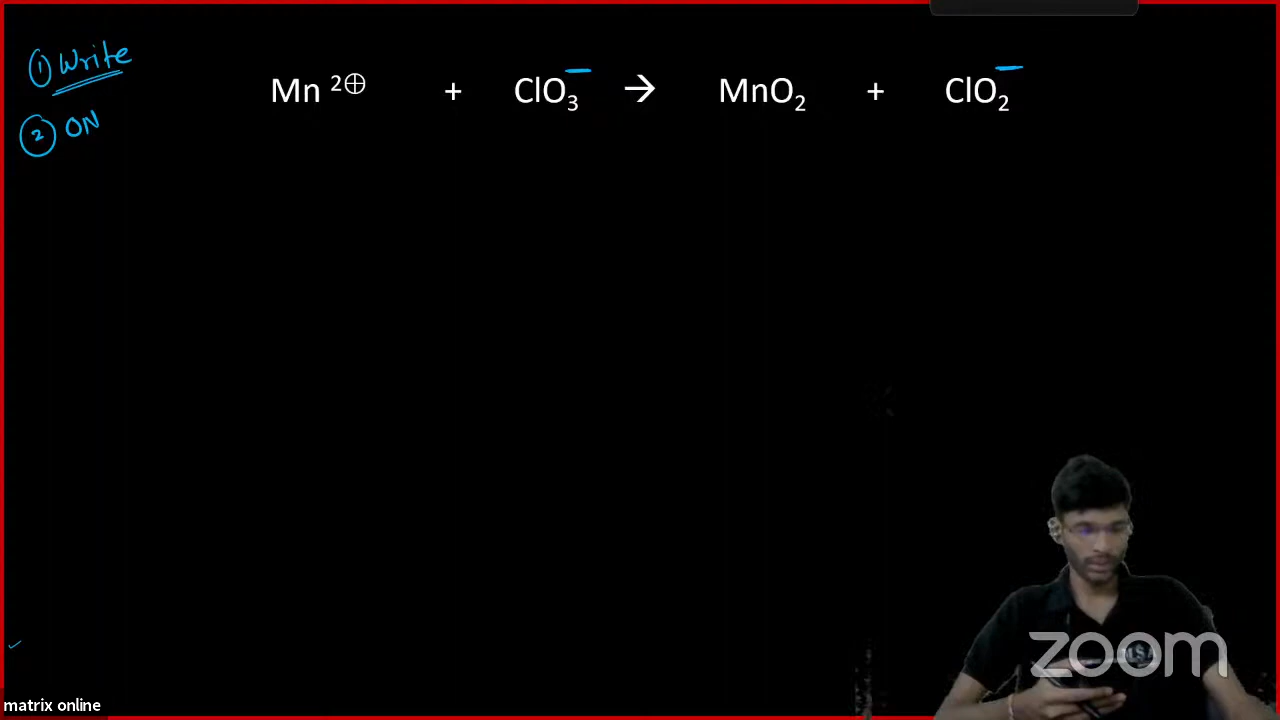 ① Write
Mn ²⊕ + ClO₃⁻ → MnO₂ + ClO₂⁻
② ON
zoom
matrix online